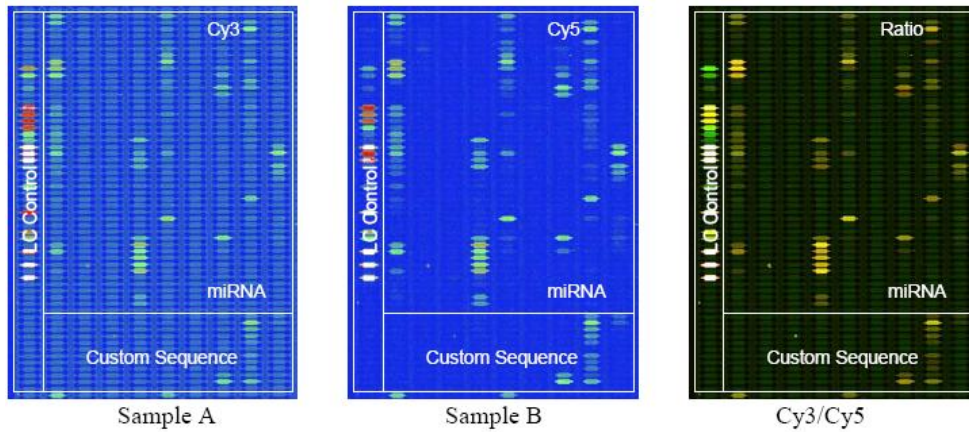 Cy3
LC Control
miRNA
Custom Sequence
Sample A
Cy5
LC Control
miRNA
Custom Sequence
Sample B
Ratio
LC Control
miRNA
Custom Sequence
Cy3/Cy5